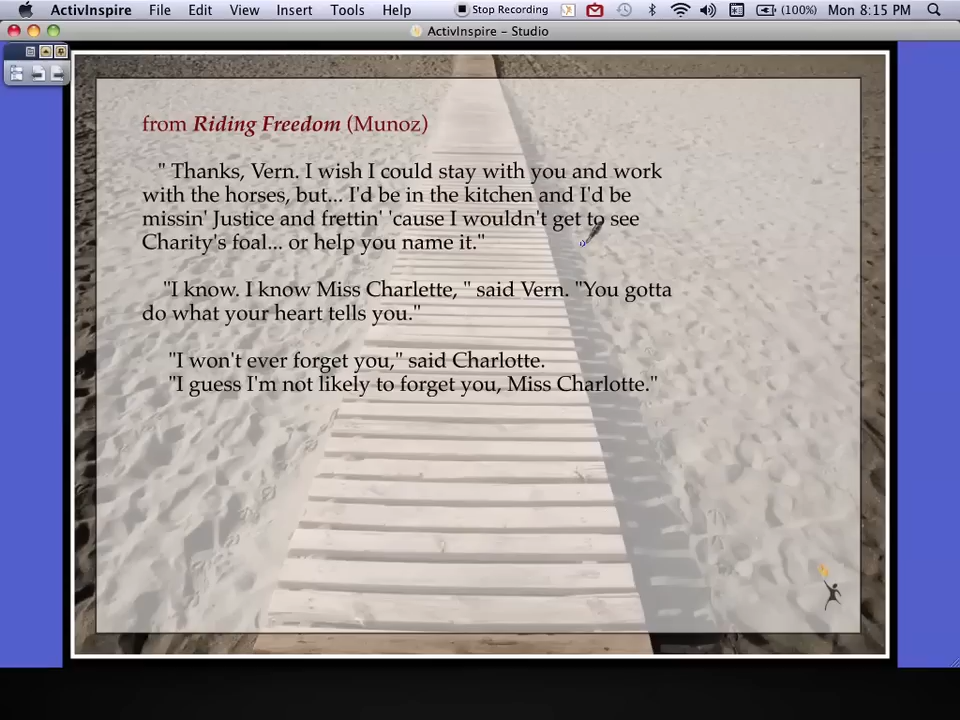 ActivInspire File Edit View Insert Tools Help Stop Recording (100%) Mon 8:15 PM
ActivInspire – Studio
from Riding Freedom (Munoz)
" Thanks, Vern. I wish I could stay with you and work
with the horses, but... I'd be in the kitchen and I'd be
missin' Justice and frettin' 'cause I wouldn't get to see
Charity's foal... or help you name it."
"I know. I know Miss Charlette, " said Vern. "You gotta
do what your heart tells you."
"I won't ever forget you," said Charlotte.
"I guess I'm not likely to forget you, Miss Charlotte."